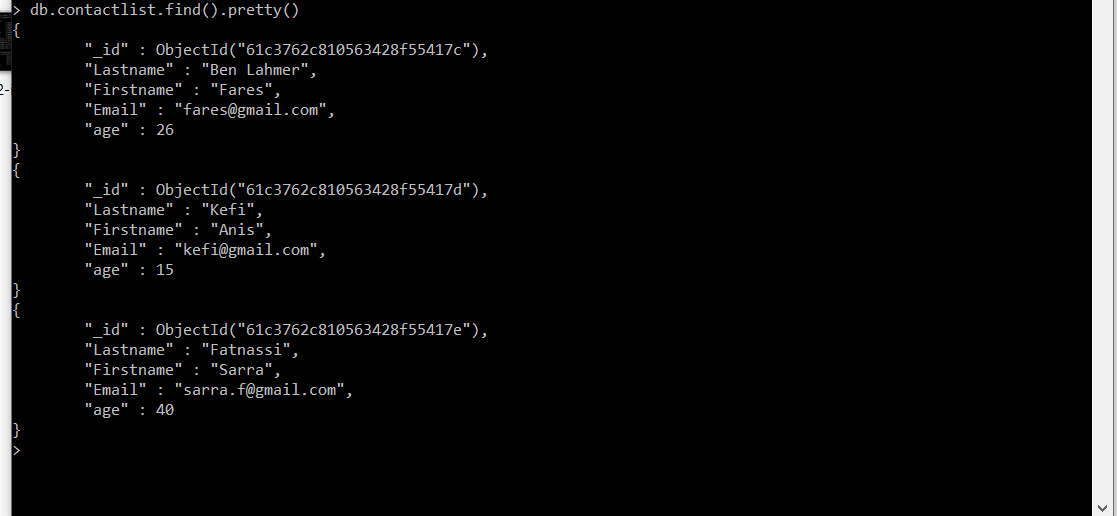 > db.contactlist.find().pretty()
{
        "_id" : ObjectId("61c3762c810563428f55417c"),
        "Lastname" : "Ben Lahmer",
        "Firstname" : "Fares",
        "Email" : "fares@gmail.com",
        "age" : 26
}
{
        "_id" : ObjectId("61c3762c810563428f55417d"),
        "Lastname" : "Kefi",
        "Firstname" : "Anis",
        "Email" : "kefi@gmail.com",
        "age" : 15
}
{
        "_id" : ObjectId("61c3762c810563428f55417e"),
        "Lastname" : "Fatnassi",
        "Firstname" : "Sarra",
        "Email" : "sarra.f@gmail.com",
        "age" : 40
}
>